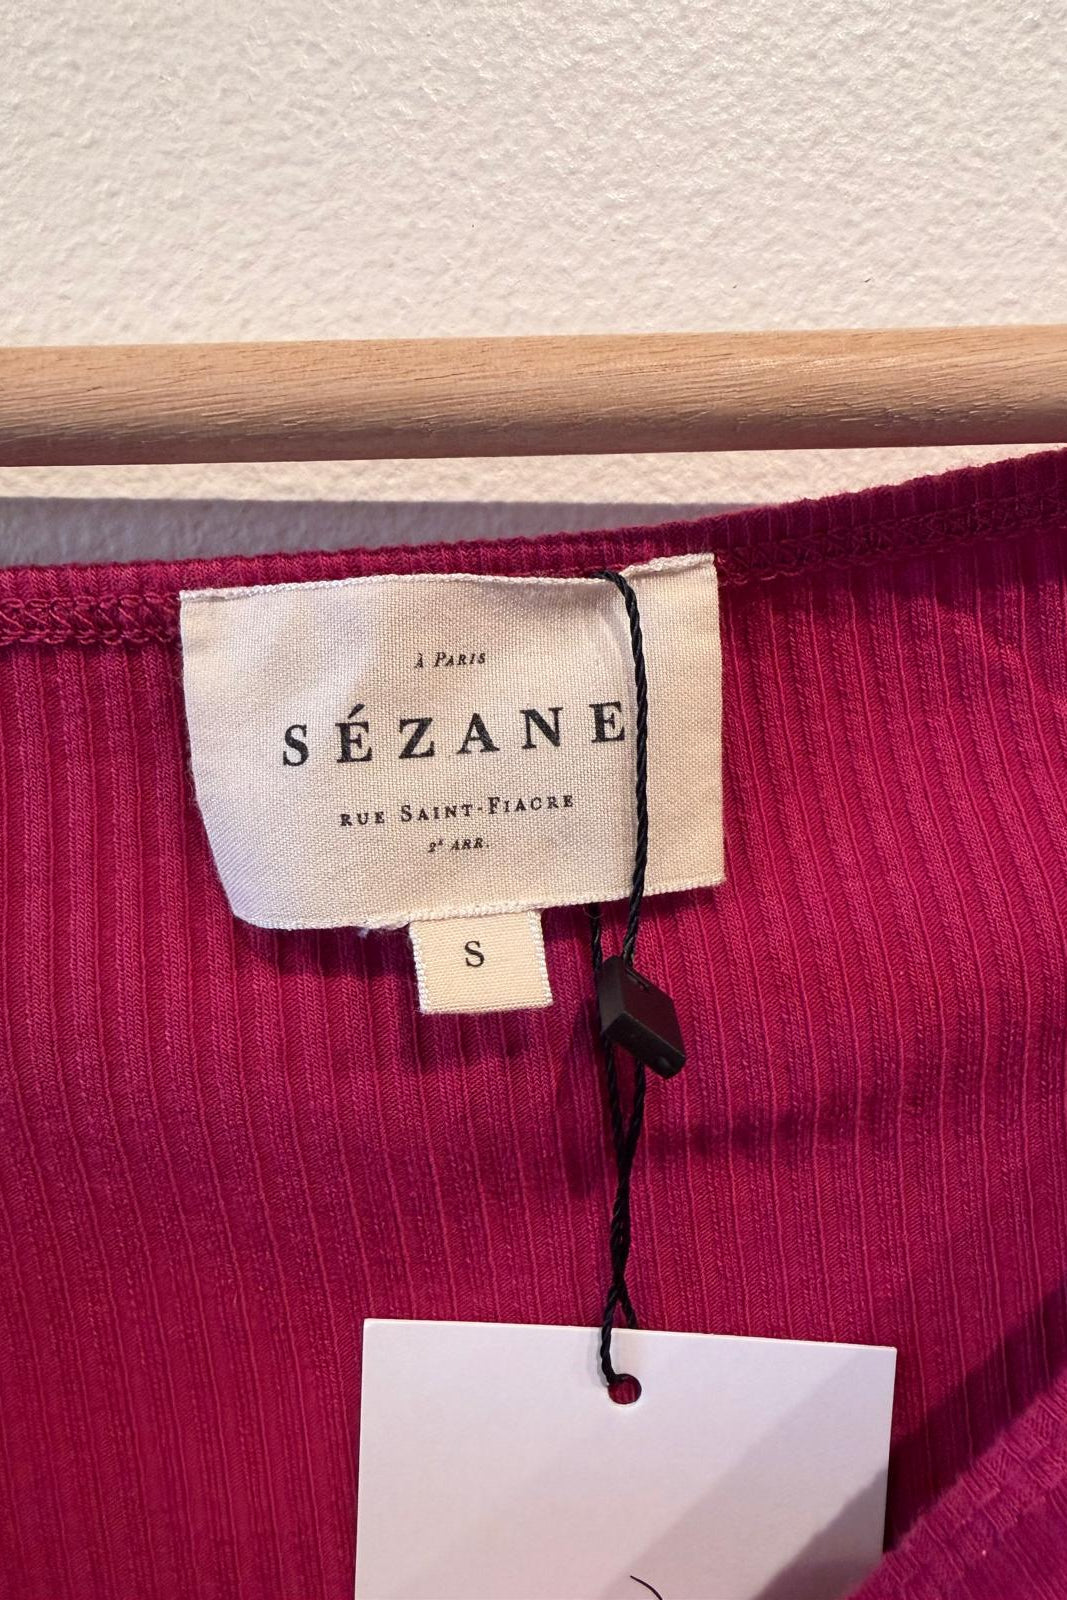 À PARIS
SÉZANE
RUE SAINT-FIACRE
2e ARR.
S